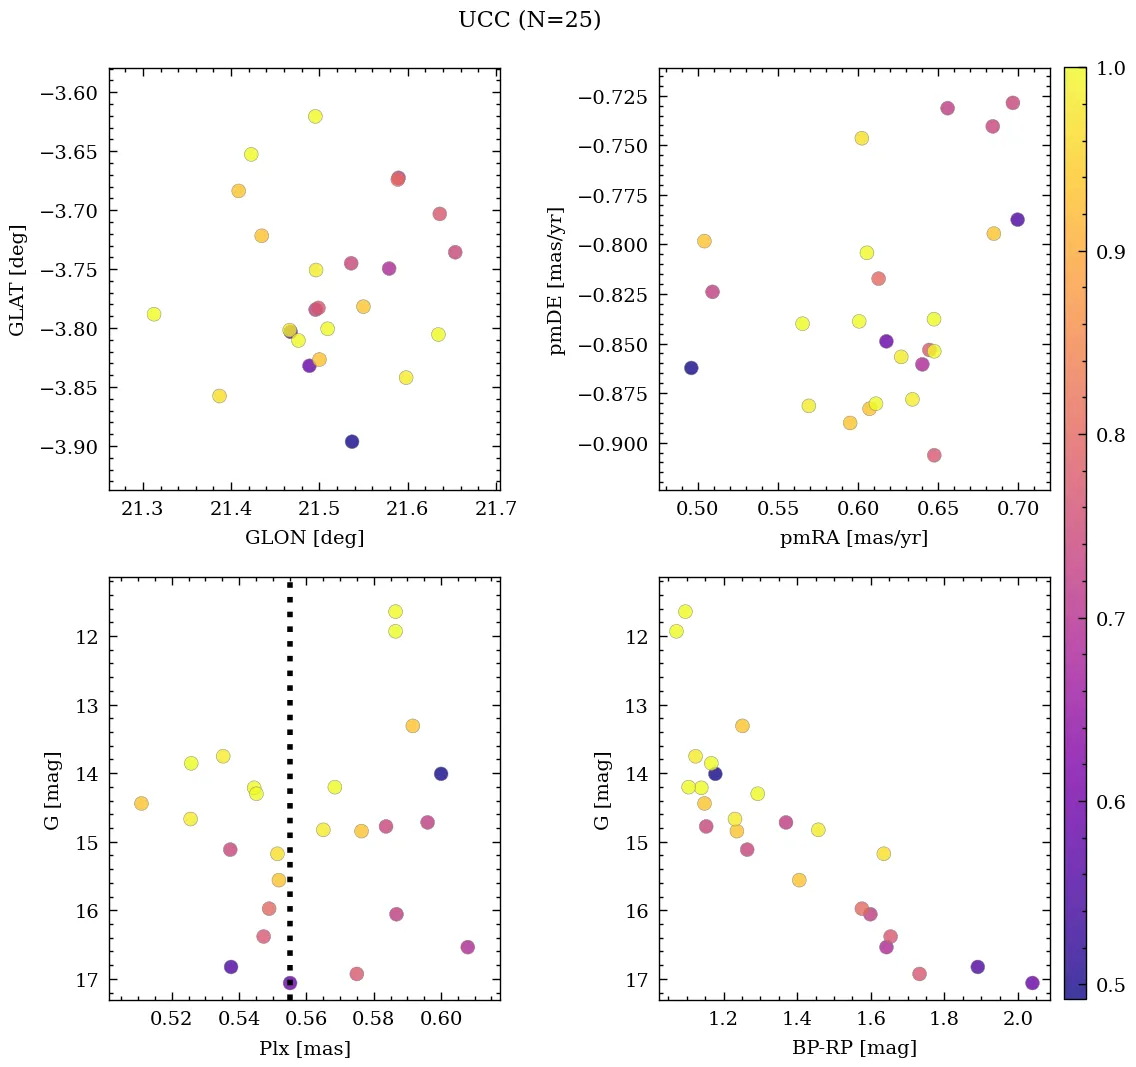 UCC (N=25)
−3.60
−3.65
−3.70
−3.75
−3.80
−3.85
−3.90
GLAT [deg]
21.3 21.4 21.5 21.6 21.7
GLON [deg]
−0.725
−0.750
−0.775
−0.800
−0.825
−0.850
−0.875
−0.900
pmDE [mas/yr]
0.50 0.55 0.60 0.65 0.70
pmRA [mas/yr]
12
13
14
15
16
17
G [mag]
0.52 0.54 0.56 0.58 0.60
Plx [mas]
12
13
14
15
16
17
G [mag]
1.2 1.4 1.6 1.8 2.0
BP-RP [mag]
1.0
0.9
0.8
0.7
0.6
0.5